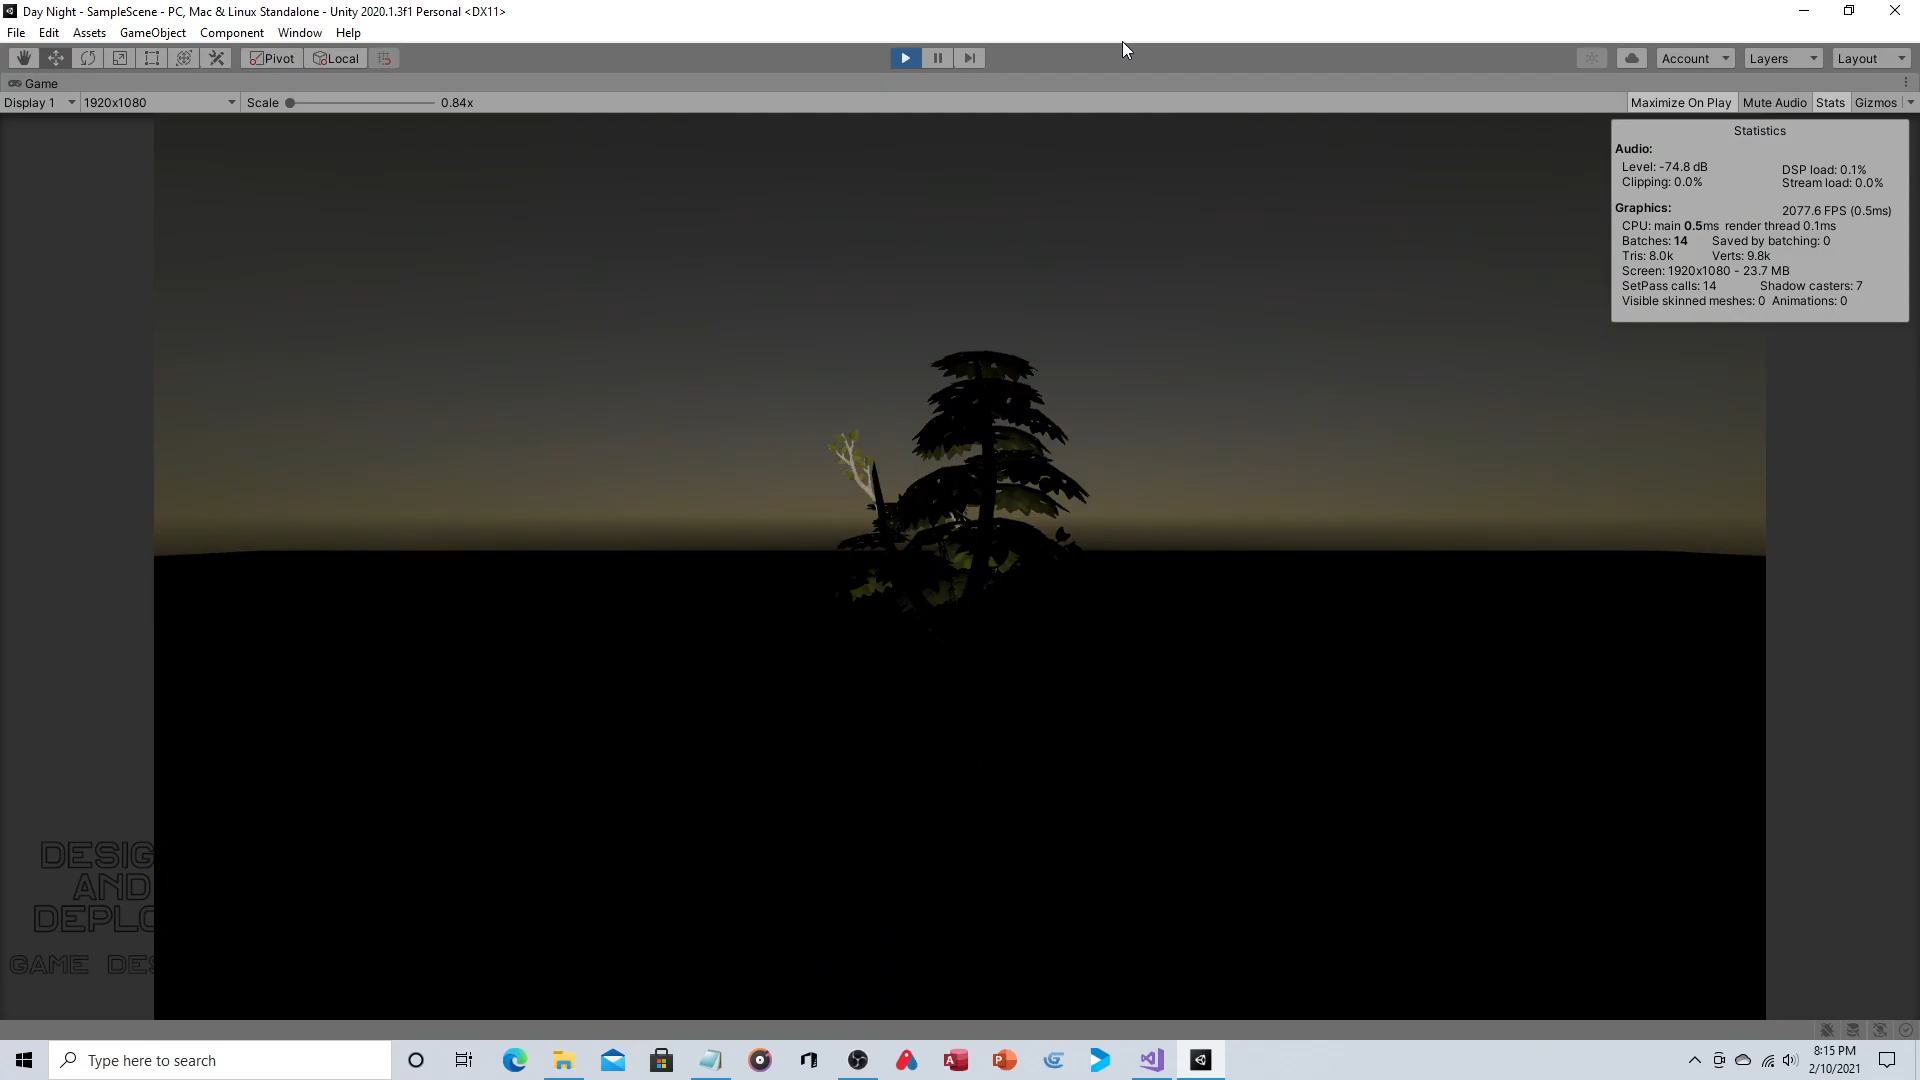 Day Night - SampleScene - PC, Mac & Linux Standalone - Unity 2020.1.3f1 Personal <DX11>
File Edit Assets GameObject Component Window Help
Pivot Local Account Layers Layout
Game
Display 1 1920x1080 Scale 0.84x Maximize On Play Mute Audio Stats Gizmos
Statistics
Audio:
Level: -74.8 dB DSP load: 0.1%
Clipping: 0.0% Stream load: 0.0%
Graphics: 2077.6 FPS (0.5ms)
CPU: main 0.5ms render thread 0.1ms
Batches: 14 Saved by batching: 0
Tris: 8.0k Verts: 9.8k
Screen: 1920x1080 - 23.7 MB
SetPass calls: 14 Shadow casters: 7
Visible skinned meshes: 0 Animations: 0
DESIG
AND
DEPLO
GAME DES
Type here to search
8:15 PM
2/10/2021